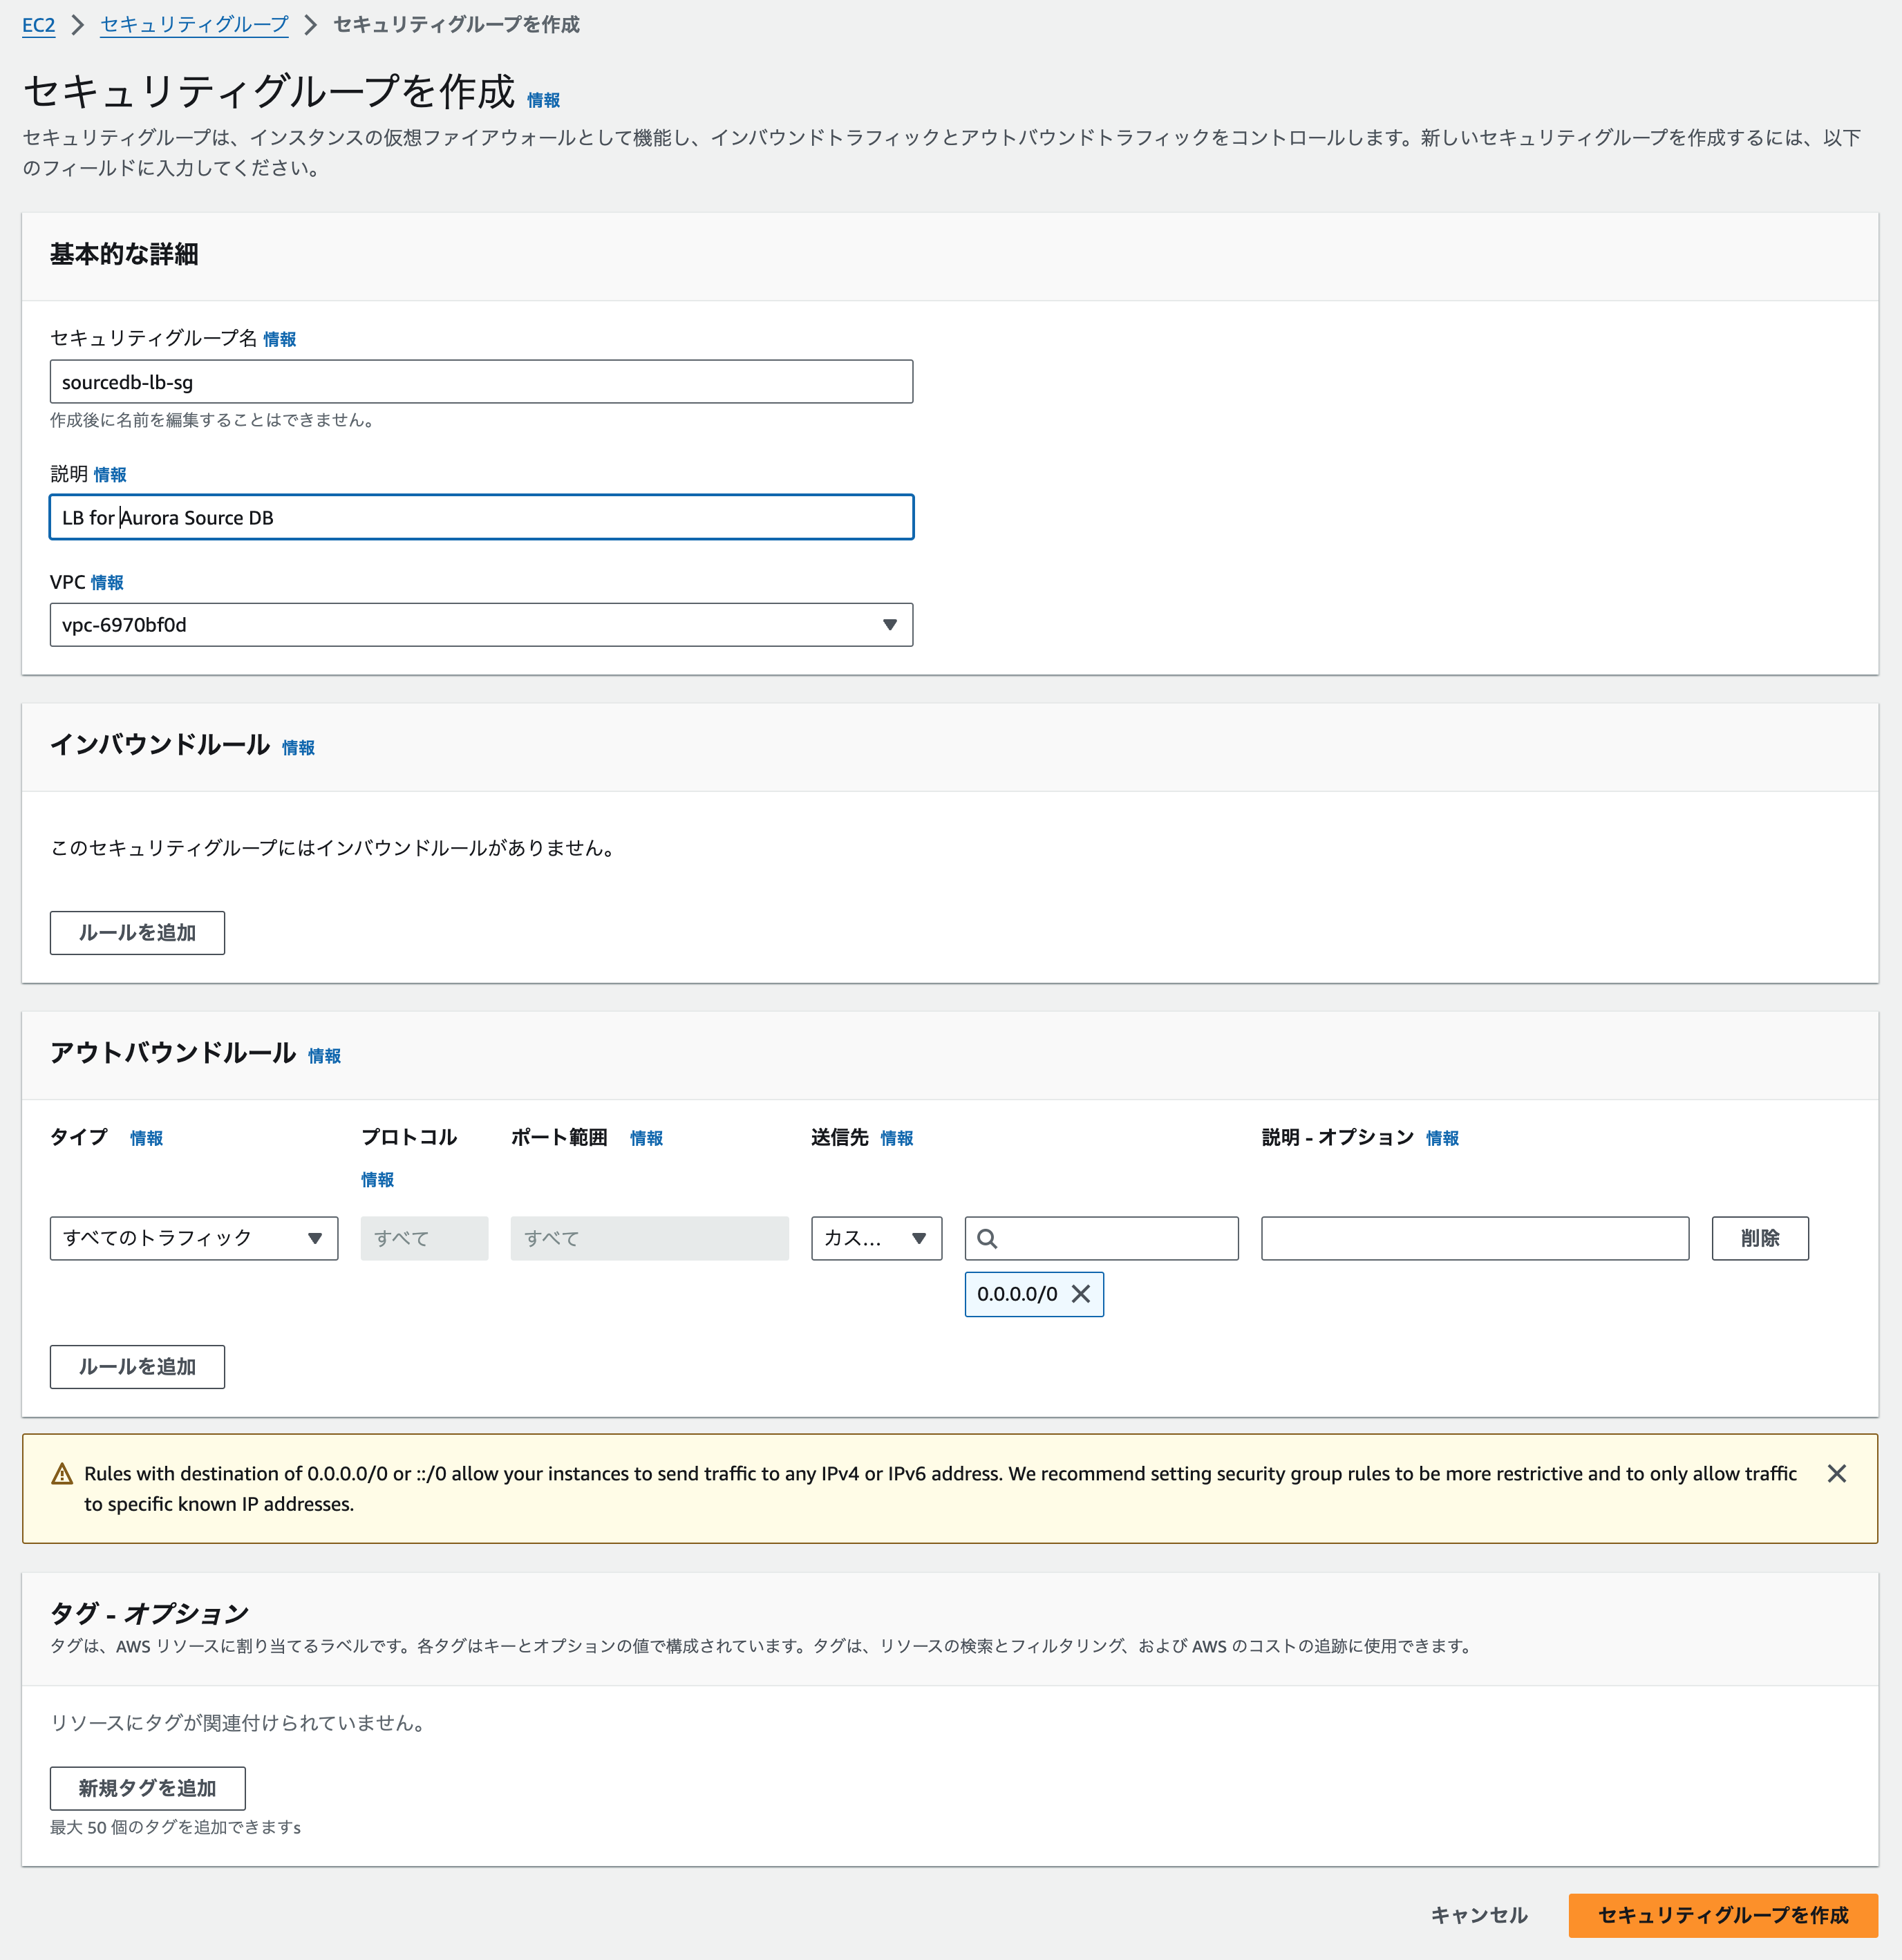 EC2 > セキュリティグループ > セキュリティグループを作成
セキュリティグループを作成 情報
セキュリティグループは、インスタンスの仮想ファイアウォールとして機能し、インバウンドトラフィックとアウトバウンドトラフィックをコントロールします。新しいセキュリティグループを作成するには、以下
のフィールドに入力してください。
基本的な詳細
セキュリティグループ名 情報
sourcedb-lb-sg
作成後に名前を編集することはできません。
説明 情報
LB for Aurora Source DB
VPC 情報
vpc-6970bf0d
インバウンドルール 情報
このセキュリティグループにはインバウンドルールがありません。
ルールを追加
アウトバウンドルール 情報
タイプ 情報 プロトコル ポート範囲 情報 送信先 情報 説明 - オプション 情報
情報
すべてのトラフィック すべて すべて カス... 削除
0.0.0.0/0
ルールを追加
Rules with destination of 0.0.0.0/0 or ::/0 allow your instances to send traffic to any IPv4 or IPv6 address. We recommend setting security group rules to be more restrictive and to only allow traffic
to specific known IP addresses.
タグ - オプション
タグは、AWS リソースに割り当てるラベルです。各タグはキーとオプションの値で構成されています。タグは、リソースの検索とフィルタリング、および AWS のコストの追跡に使用できます。
リソースにタグが関連付けられていません。
新規タグを追加
最大 50 個のタグを追加できますs
キャンセル セキュリティグループを作成